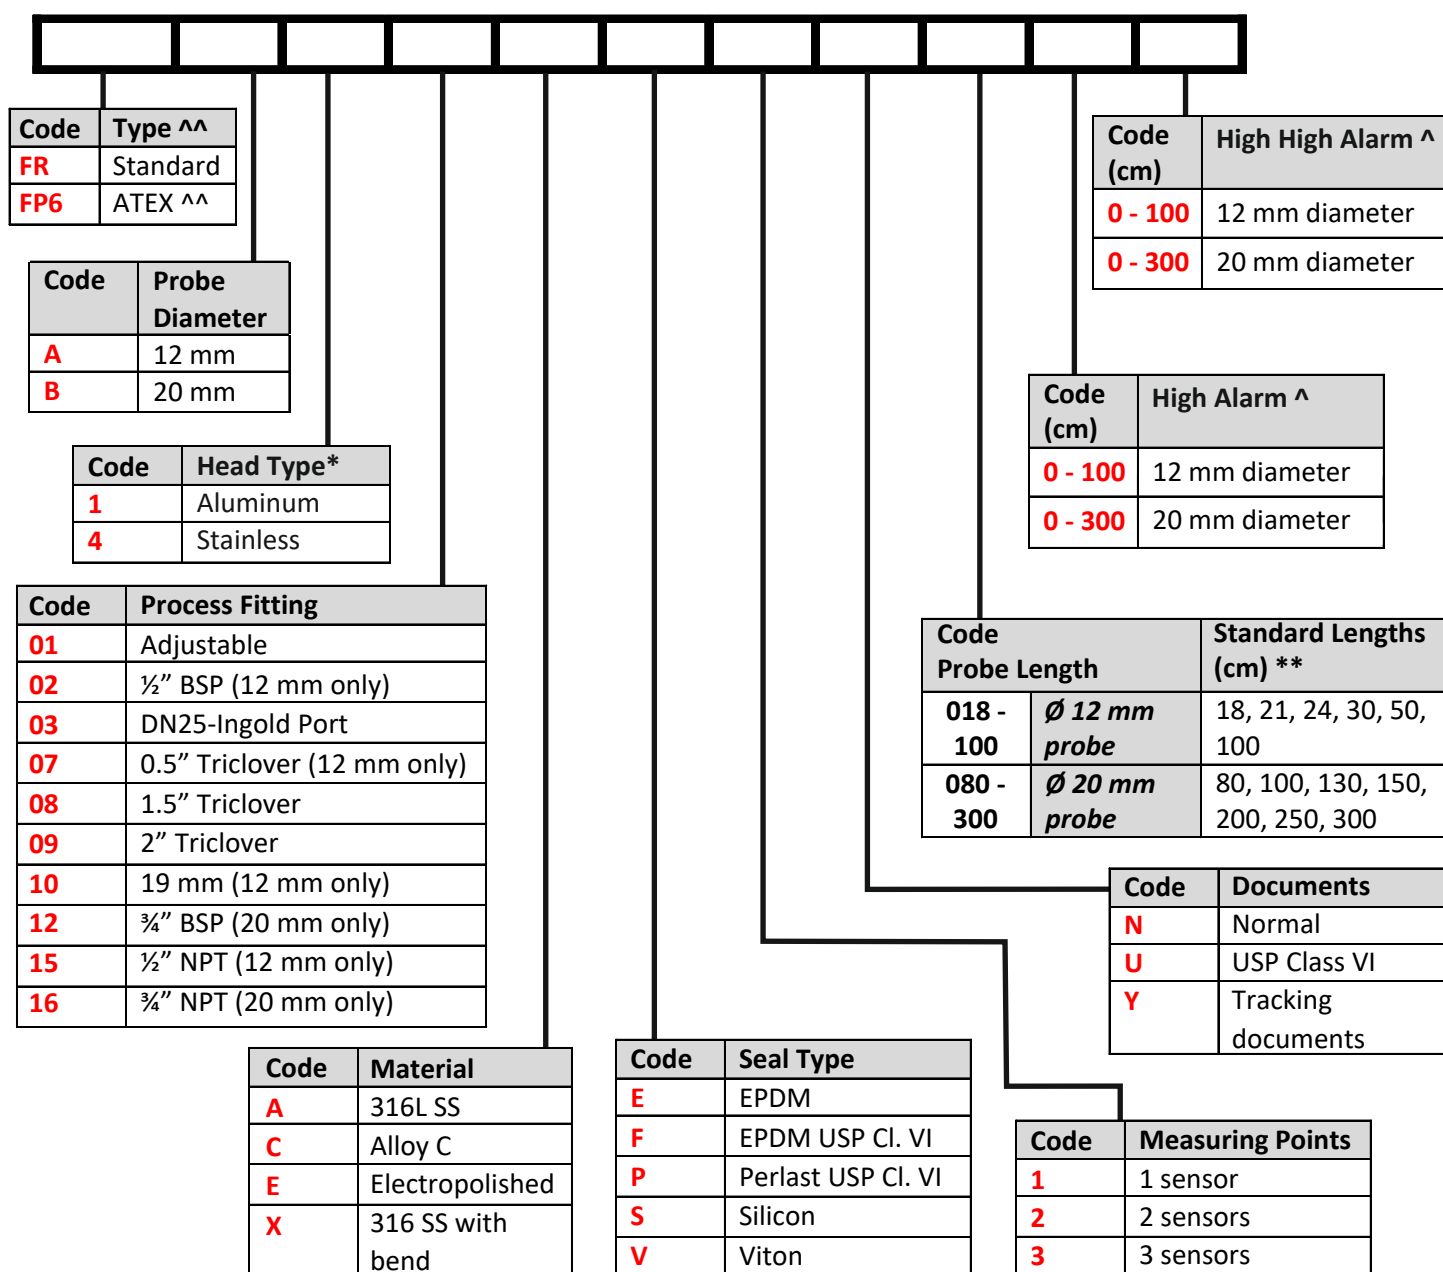 Code Type ^^
FR Standard
FP6 ATEX ^^
Code Probe
Diameter
A 12 mm
B 20 mm
Code Head Type*
1 Aluminum
4 Stainless
Code Process Fitting
01 Adjustable
02 ½” BSP (12 mm only)
03 DN25-Ingold Port
07 0.5” Triclover (12 mm only)
08 1.5” Triclover
09 2” Triclover
10 19 mm (12 mm only)
12 ¾” BSP (20 mm only)
15 ½” NPT (12 mm only)
16 ¾” NPT (20 mm only)
Code Material
A 316L SS
C Alloy C
E Electropolished
X 316 SS with
bend
Code Seal Type
E EPDM
F EPDM USP Cl. VI
P Perlast USP Cl. VI
S Silicon
V Viton
Code Measuring Points
1 1 sensor
2 2 sensors
3 3 sensors
Code Documents
N Normal
U USP Class VI
Y Tracking
documents
Code Standard Lengths
Probe Length (cm) **
018 - Ø 12 mm 18, 21, 24, 30, 50,
100 probe 100
080 - Ø 20 mm 80, 100, 130, 150,
300 probe 200, 250, 300
Code High Alarm ^
(cm)
0 - 100 12 mm diameter
0 - 300 20 mm diameter
Code High High Alarm ^
(cm)
0 - 100 12 mm diameter
0 - 300 20 mm diameter